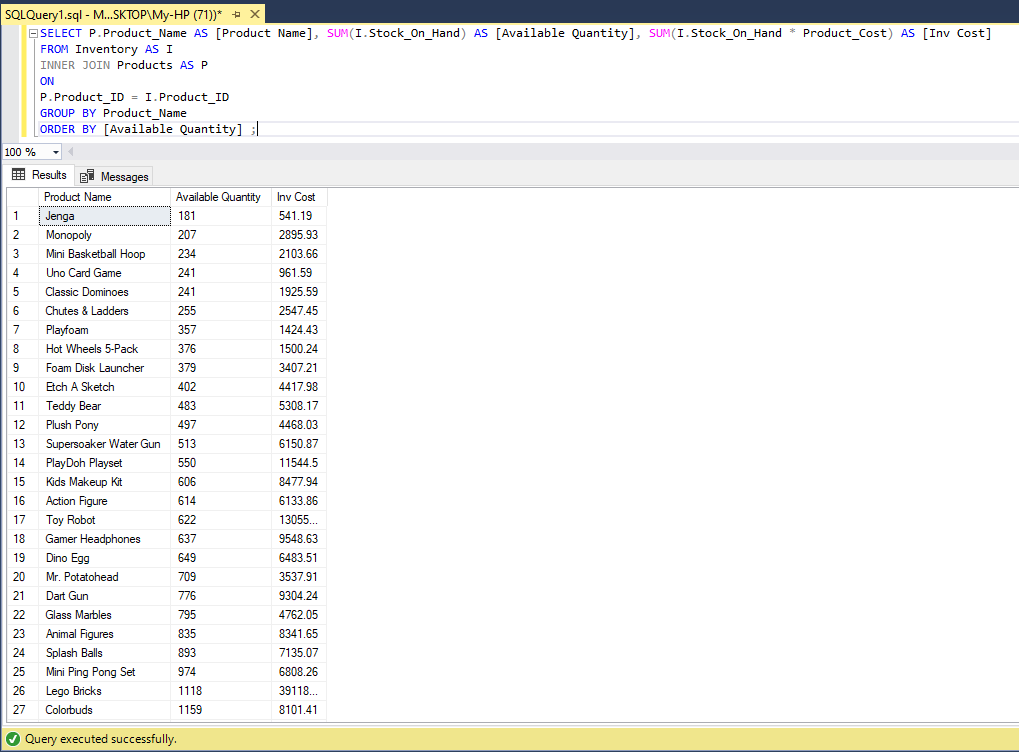 SQLQuery1.sql - M...SKTOP\My-HP (71))*
SELECT P.Product_Name AS [Product Name], SUM(I.Stock_On_Hand) AS [Available Quantity], SUM(I.Stock_On_Hand * Product_Cost) AS [Inv Cost]
FROM Inventory AS I
INNER JOIN Products AS P
ON
P.Product_ID = I.Product_ID
GROUP BY Product_Name
ORDER BY [Available Quantity] ;
100 %
Results Messages
Product Name Available Quantity Inv Cost
1 Jenga 181 541.19
2 Monopoly 207 2895.93
3 Mini Basketball Hoop 234 2103.66
4 Uno Card Game 241 961.59
5 Classic Dominoes 241 1925.59
6 Chutes & Ladders 255 2547.45
7 Playfoam 357 1424.43
8 Hot Wheels 5-Pack 376 1500.24
9 Foam Disk Launcher 379 3407.21
10 Etch A Sketch 402 4417.98
11 Teddy Bear 483 5308.17
12 Plush Pony 497 4468.03
13 Supersoaker Water Gun 513 6150.87
14 PlayDoh Playset 550 11544.5
15 Kids Makeup Kit 606 8477.94
16 Action Figure 614 6133.86
17 Toy Robot 622 13055...
18 Gamer Headphones 637 9548.63
19 Dino Egg 649 6483.51
20 Mr. Potatohead 709 3537.91
21 Dart Gun 776 9304.24
22 Glass Marbles 795 4762.05
23 Animal Figures 835 8341.65
24 Splash Balls 893 7135.07
25 Mini Ping Pong Set 974 6808.26
26 Lego Bricks 1118 39118...
27 Colorbuds 1159 8101.41
Query executed successfully.